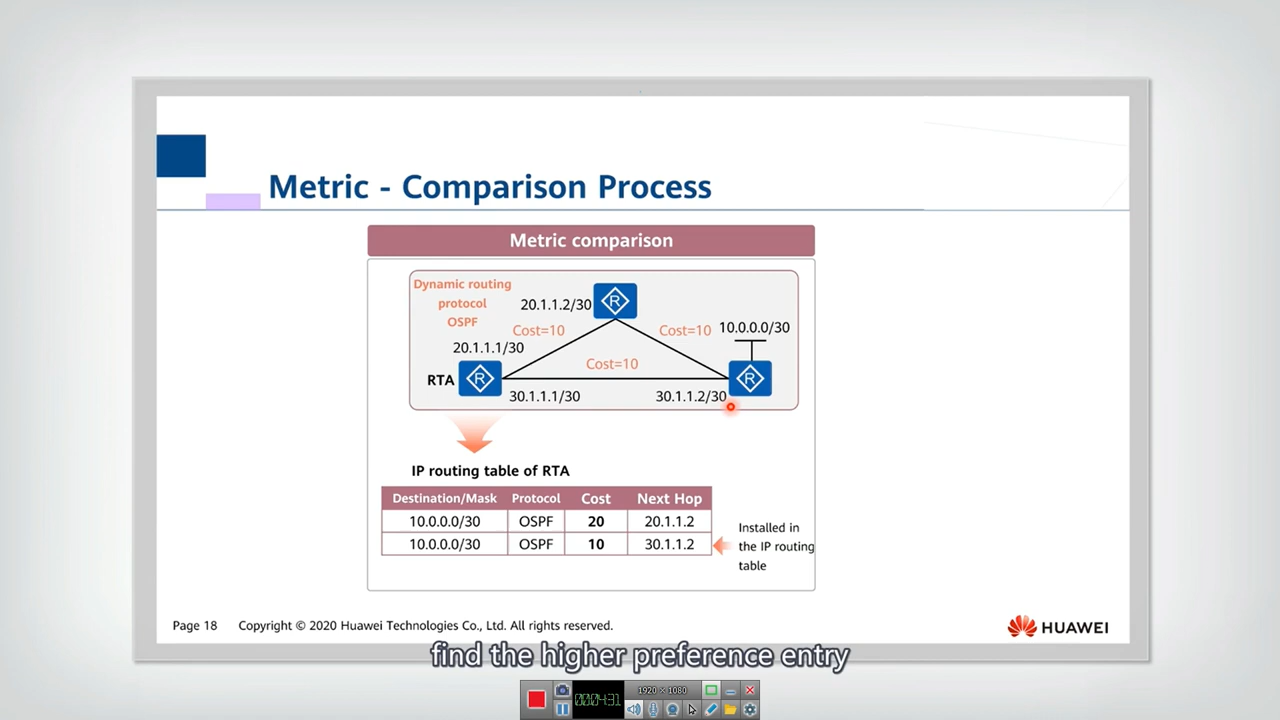 Metric - Comparison Process
Metric comparison
Dynamic routing
protocol
OSPF
20.1.1.2/30
R
Cost=10
Cost=10
10.0.0.0/30
20.1.1.1/30
Cost=10
RTA
R
R
30.1.1.1/30
30.1.1.2/30
IP routing table of RTA
Destination/Mask Protocol Cost Next Hop
10.0.0.0/30 OSPF 20 20.1.1.2
10.0.0.0/30 OSPF 10 30.1.1.2
Installed in
the IP routing
table
Page 18 Copyright © 2020 Huawei Technologies Co., Ltd. All rights reserved.
HUAWEI
find the higher preference entry
1920 × 1080
00:04:31